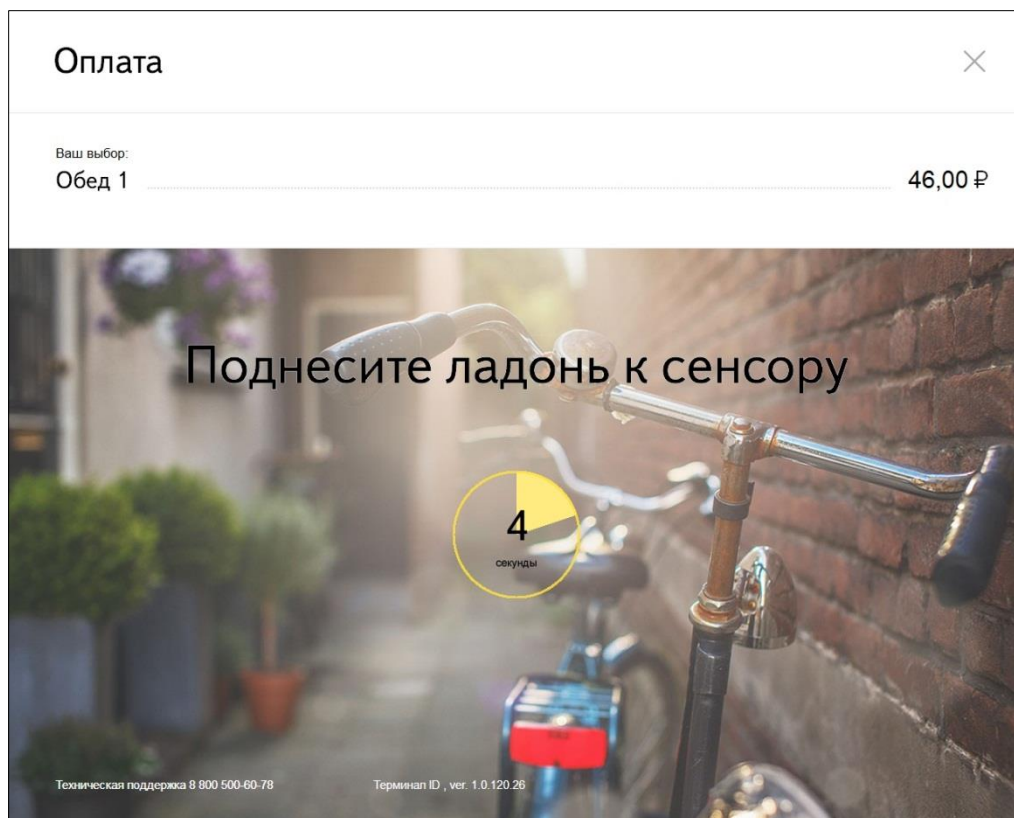 Оплата
Ваш выбор:
Обед 1 46,00 ₽
Поднесите ладонь к сенсору
4
секунды
Техническая поддержка 8 800 500-60-78 Терминал ID , ver. 1.0.120.26